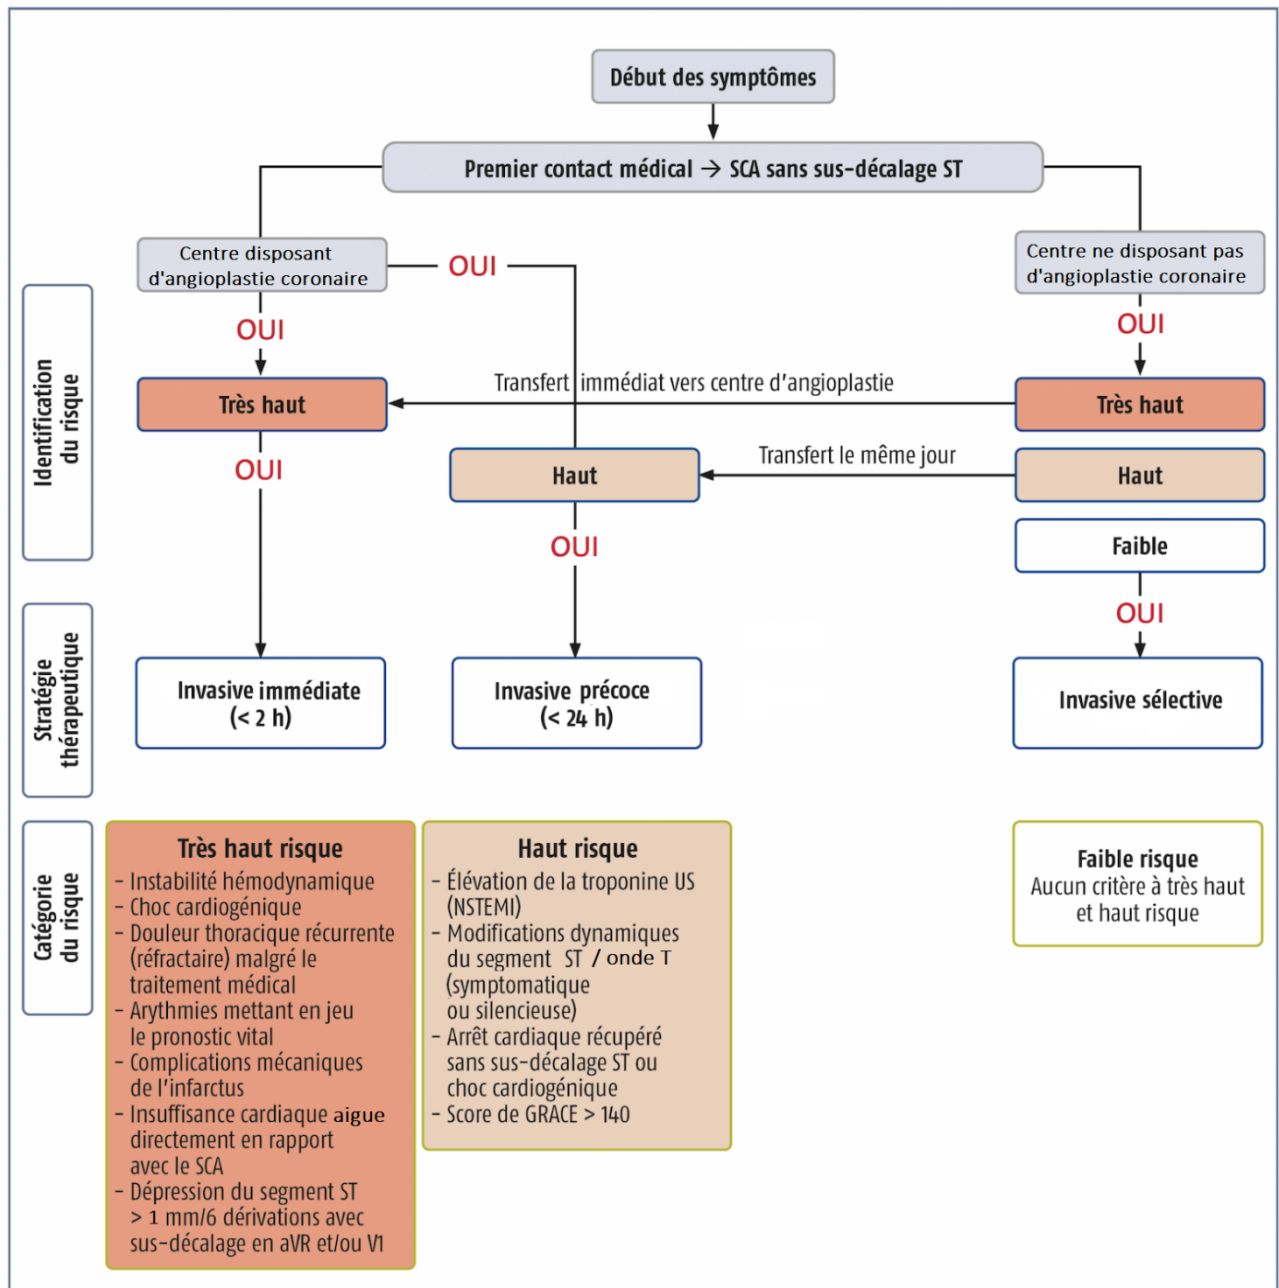 Début des symptômes
Premier contact médical → SCA sans sus-décalage ST
Centre disposant
d'angioplastie coronaire
OUI
Centre ne disposant pas
d'angioplastie coronaire
OUI
OUI
Identification
du risque
Très haut
Transfert immédiat vers centre d'angioplastie
Très haut
OUI
Haut
Transfert le même jour
Haut
OUI
Faible
OUI
Stratégie
thérapeutique
Invasive immédiate
(< 2 h)
Invasive précoce
(< 24 h)
Invasive sélective
Catégorie
du risque
Très haut risque
- Instabilité hémodynamique
- Choc cardiogénique
- Douleur thoracique récurrente
(réfractaire) malgré le
traitement médical
- Arythmies mettant en jeu
le pronostic vital
- Complications mécaniques
de l'infarctus
- Insuffisance cardiaque aigue
directement en rapport
avec le SCA
- Dépression du segment ST
> 1 mm/6 dérivations avec
sus-décalage en aVR et/ou V1
Haut risque
- Élévation de la troponine US
(NSTEMI)
- Modifications dynamiques
du segment ST / onde T
(symptomatique
ou silencieuse)
- Arrêt cardiaque récupéré
sans sus-décalage ST ou
choc cardiogénique
- Score de GRACE > 140
Faible risque
Aucun critère à très haut
et haut risque